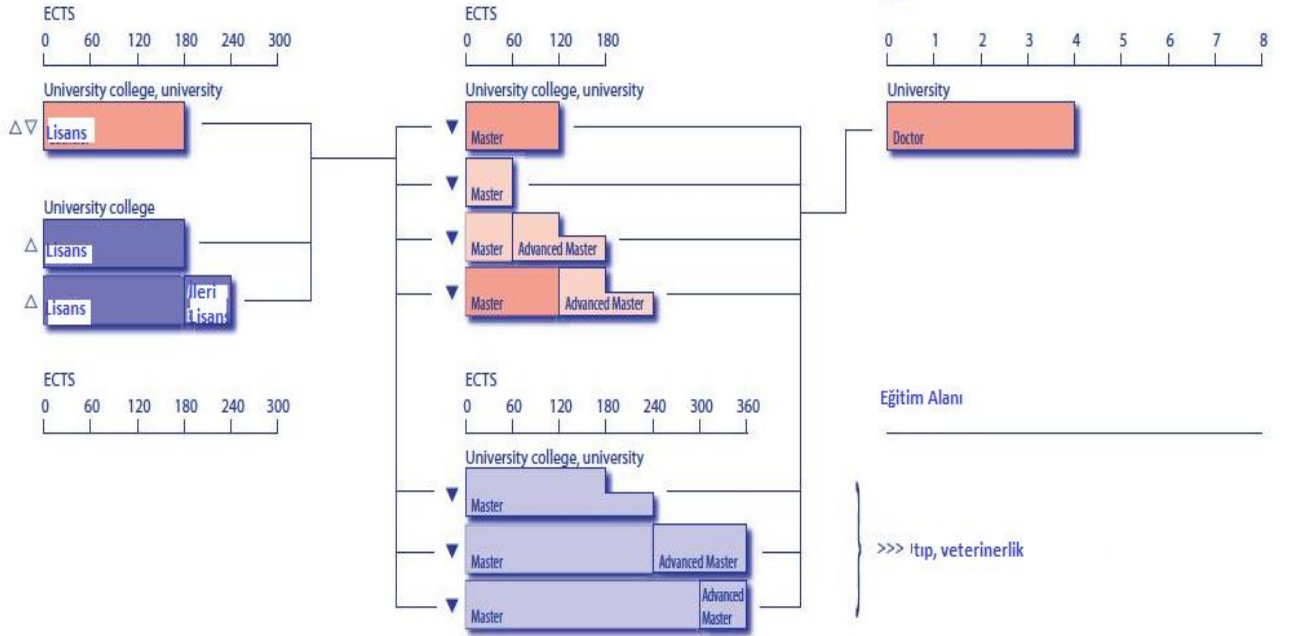 ECTS
0 60 120 180 240 300
University college, university
Lisans
University college
Lisans
Lisans
İleri
Lisans
ECTS
0 60 120 180 240 300
ECTS
0 60 120 180
University college, university
Master
Master
Master Advanced Master
Master Advanced Master
ECTS
0 60 120 180 240 300 360
University college, university
Master
Master Advanced Master
Master Advanced
Master
0 1 2 3 4 5 6 7 8
University
Doctor
Eğitim Alanı
>>> tıp, veterinerlik